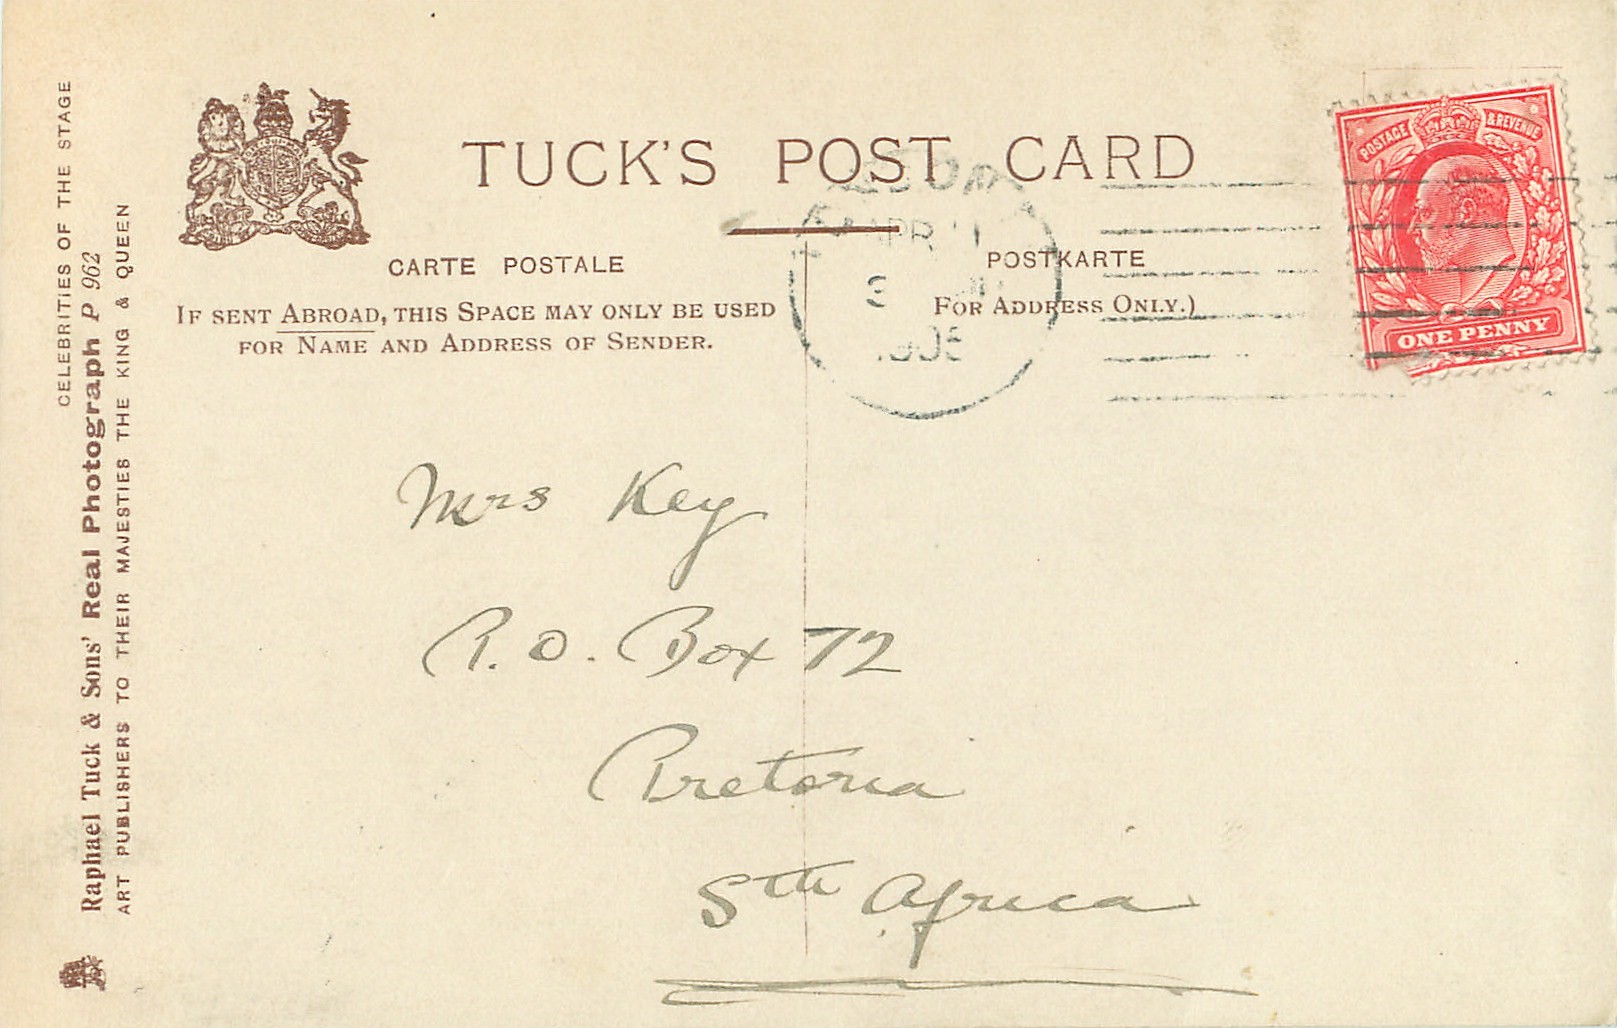 TUCK'S POST CARD
CARTE POSTALE
POSTKARTE
IF SENT ABROAD, THIS SPACE MAY ONLY BE USED
FOR NAME AND ADDRESS OF SENDER.
FOR ADDRESS ONLY.)
POSTAGE & REVENUE
ONE PENNY
APR
Mrs Key
P.O. Box 72
Pretoria
Sth Africa
CELEBRITIES OF THE STAGE
Raphael Tuck & Sons' Real Photograph P 962
ART PUBLISHERS TO THEIR MAJESTIES THE KING & QUEEN